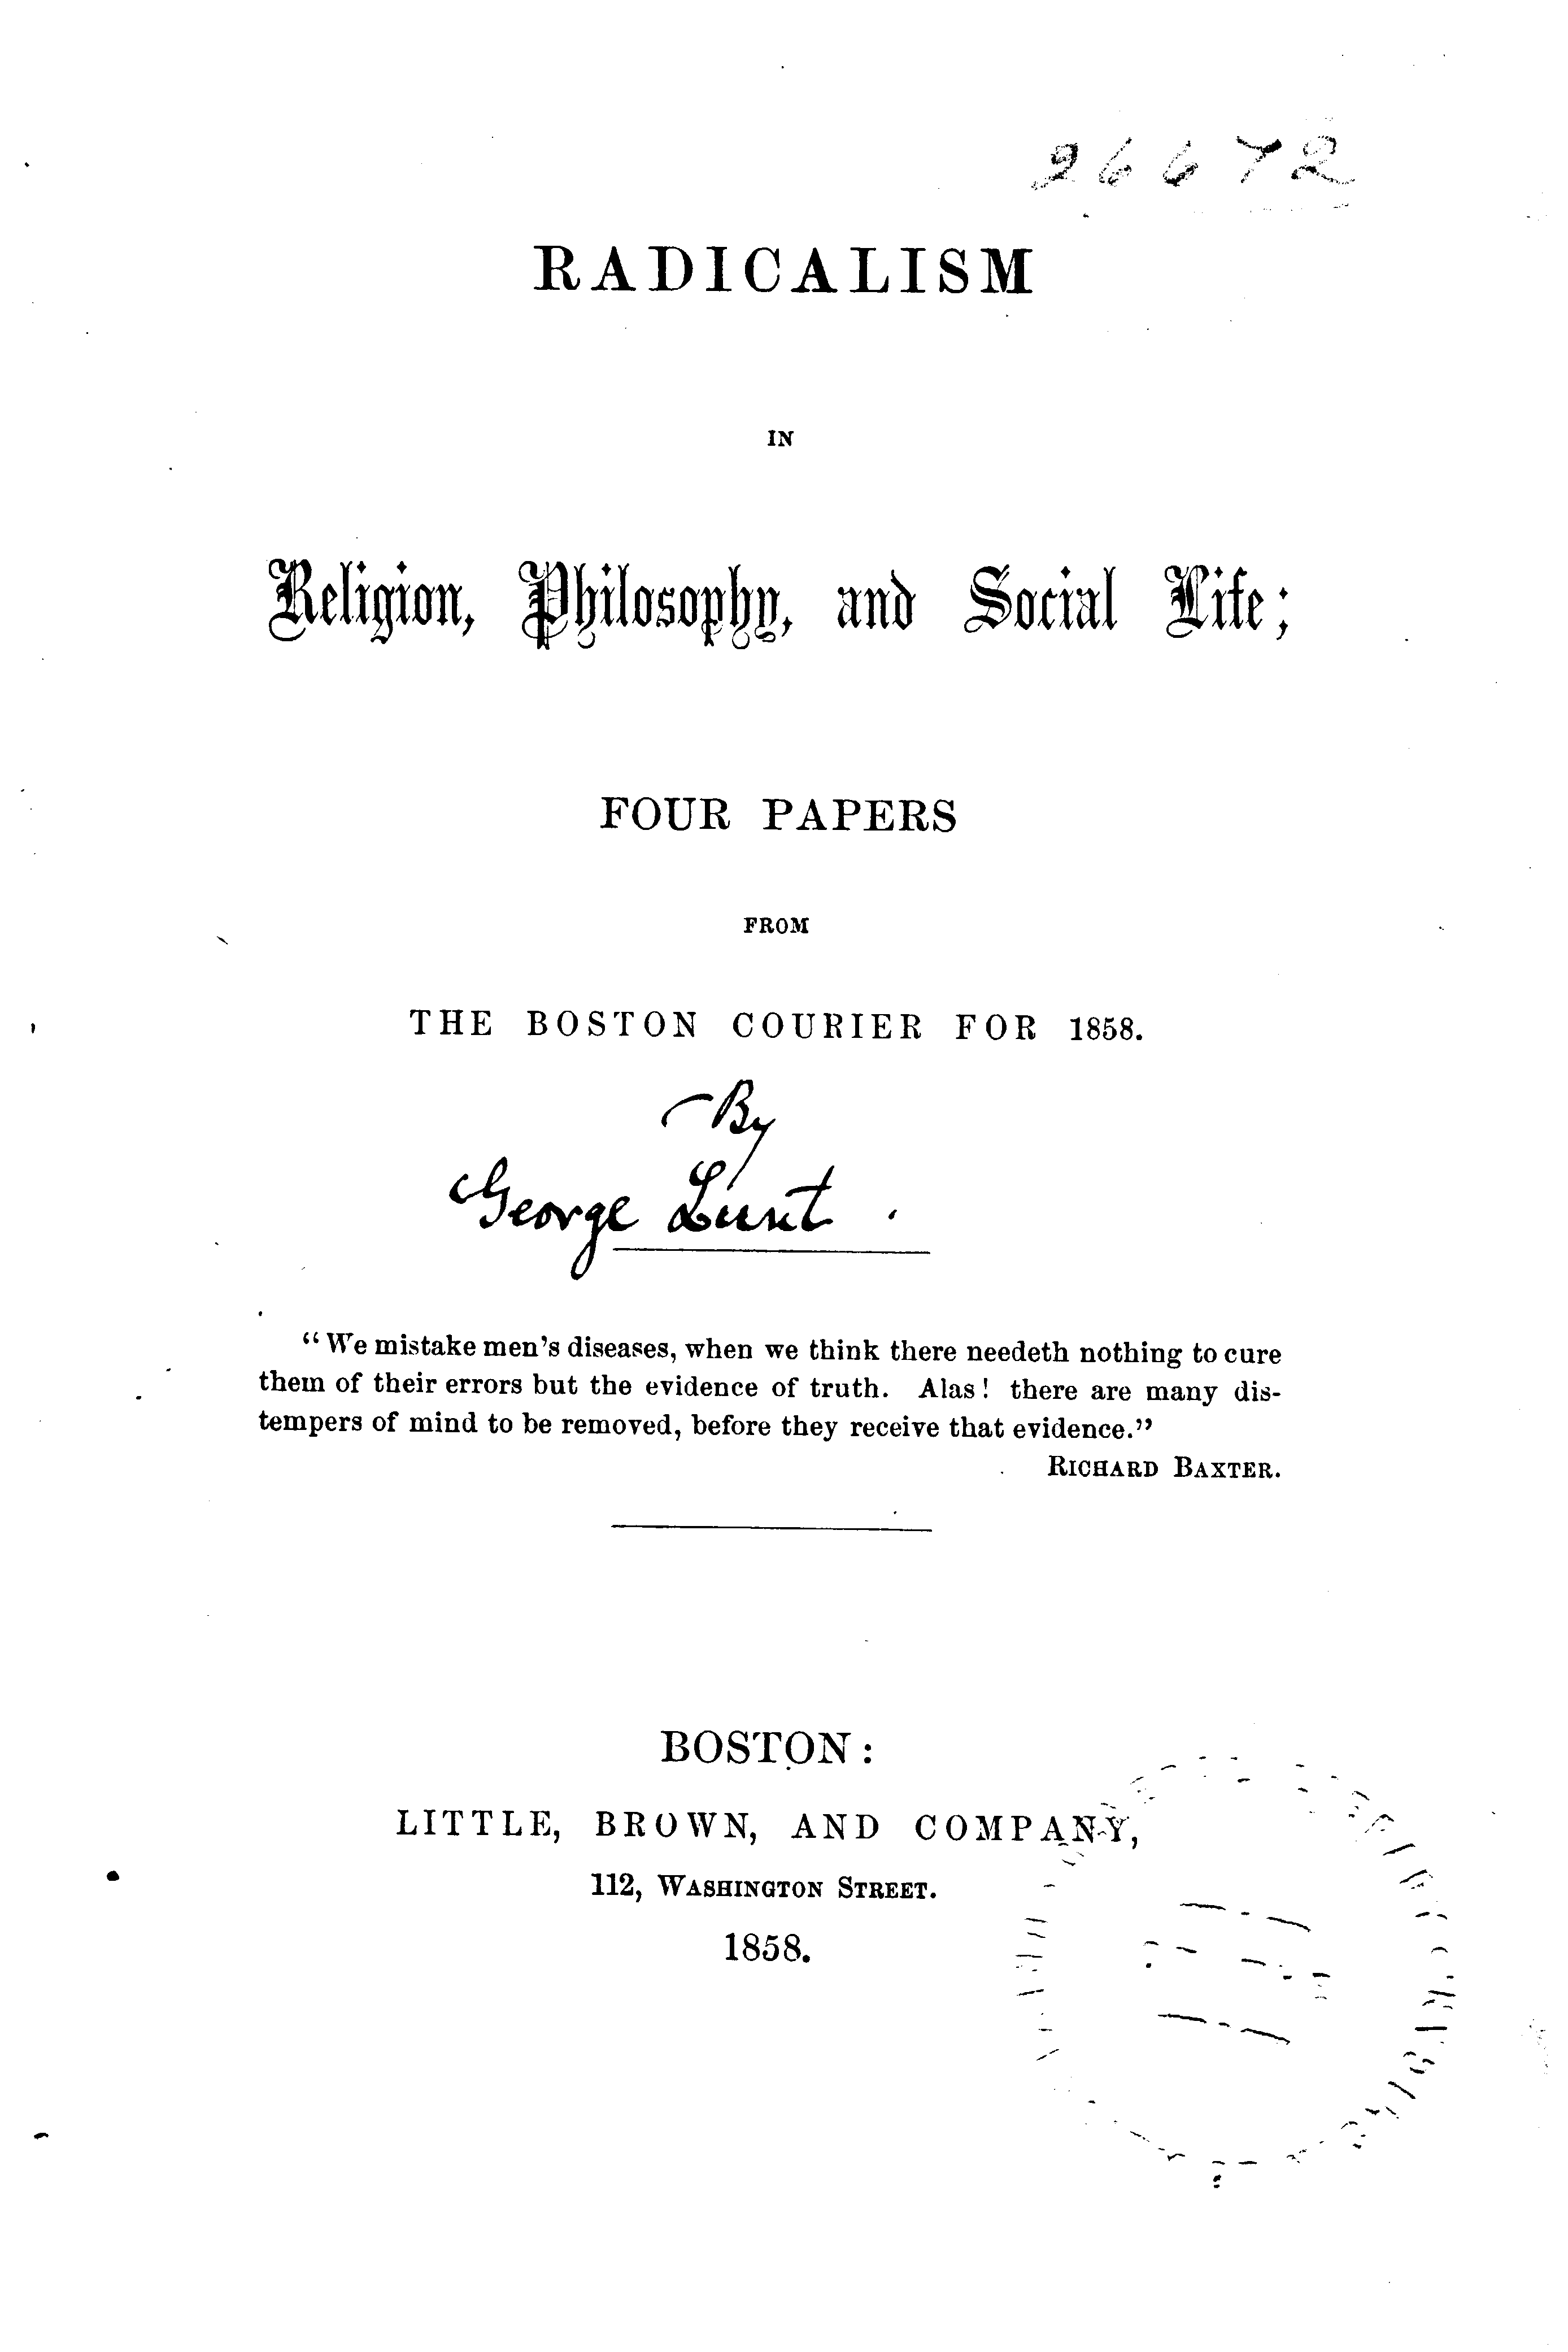 26672
RADICALISM
IN
Religion, Philosophy, and Social Life;
FOUR PAPERS
FROM
THE BOSTON COURIER FOR 1858.
By
George Lunt.
“We mistake men's diseases, when we think there needeth nothing to cure
them of their errors but the evidence of truth. Alas! there are many dis-
tempers of mind to be removed, before they receive that evidence.”
RICHARD BAXTER.
BOSTON:
LITTLE, BROWN, AND COMPANY,
112, WASHINGTON STREET.
1858.